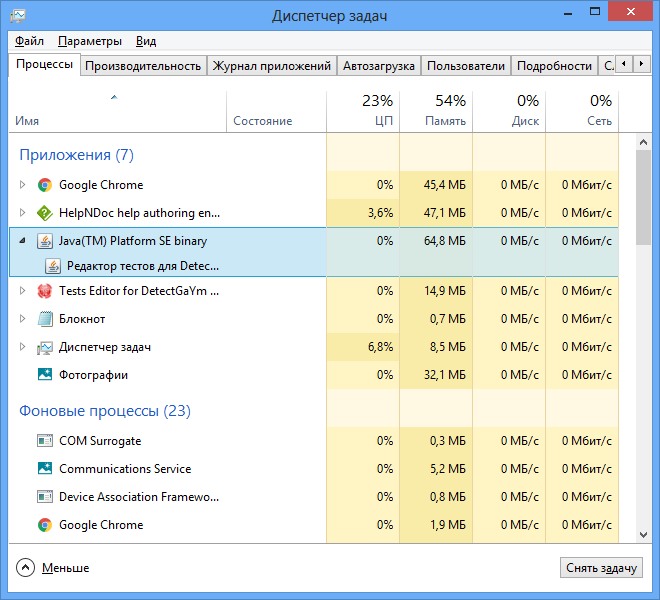 Диспетчер задач
Файл Параметры Вид
Процессы Производительность Журнал приложений Автозагрузка Пользователи Подробности С
23% 54% 0% 0%
Имя Состояние ЦП Память Диск Сеть
Приложения (7)
Google Chrome 0% 45,4 МБ 0 МБ/с 0 Мбит/с
HelpNDoc help authoring en... 3,6% 47,1 МБ 0 МБ/с 0 Мбит/с
Java(TM) Platform SE binary 0% 64,8 МБ 0 МБ/с 0 Мбит/с
Редактор тестов для Detec...
Tests Editor for DetectGaYm ... 0% 14,9 МБ 0 МБ/с 0 Мбит/с
Блокнот 0% 0,7 МБ 0 МБ/с 0 Мбит/с
Диспетчер задач 6,8% 8,5 МБ 0 МБ/с 0 Мбит/с
Фотографии 0% 32,1 МБ 0 МБ/с 0 Мбит/с
Фоновые процессы (23)
COM Surrogate 0% 0,3 МБ 0 МБ/с 0 Мбит/с
Communications Service 0% 5,2 МБ 0 МБ/с 0 Мбит/с
Device Association Framewo... 0% 0,8 МБ 0 МБ/с 0 Мбит/с
Google Chrome 0% 1,9 МБ 0 МБ/с 0 Мбит/с
Меньше Снять задачу